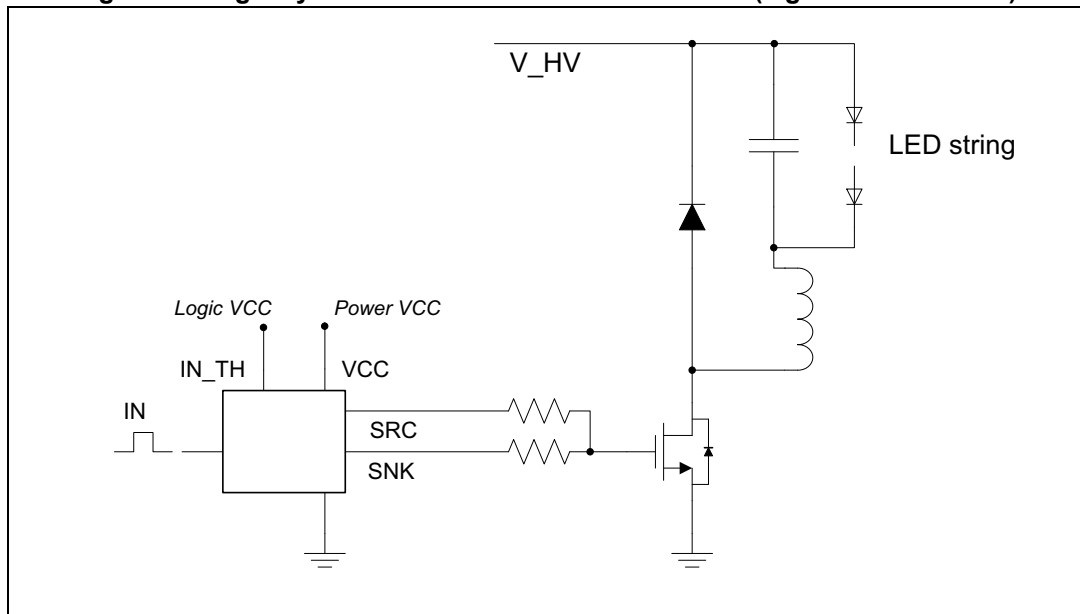 V_HV
LED string
Logic VCC
Power VCC
IN_TH
VCC
IN
SRC
SNK